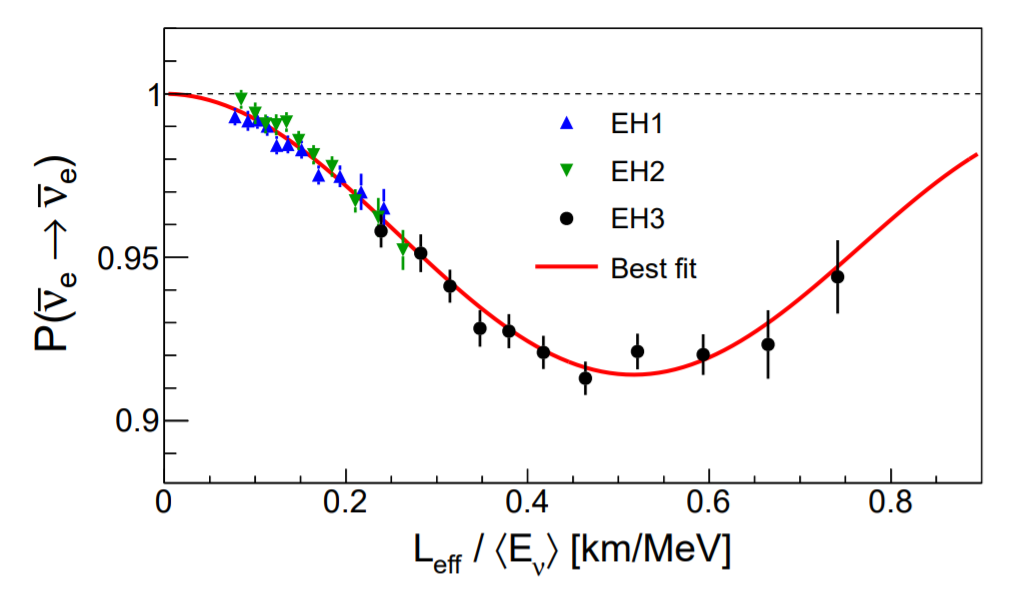 P(ν̅e → ν̅e)
1
0.95
0.9
EH1
EH2
EH3
Best fit
0 0.2 0.4 0.6 0.8
Leff / ⟨Eν⟩ [km/MeV]